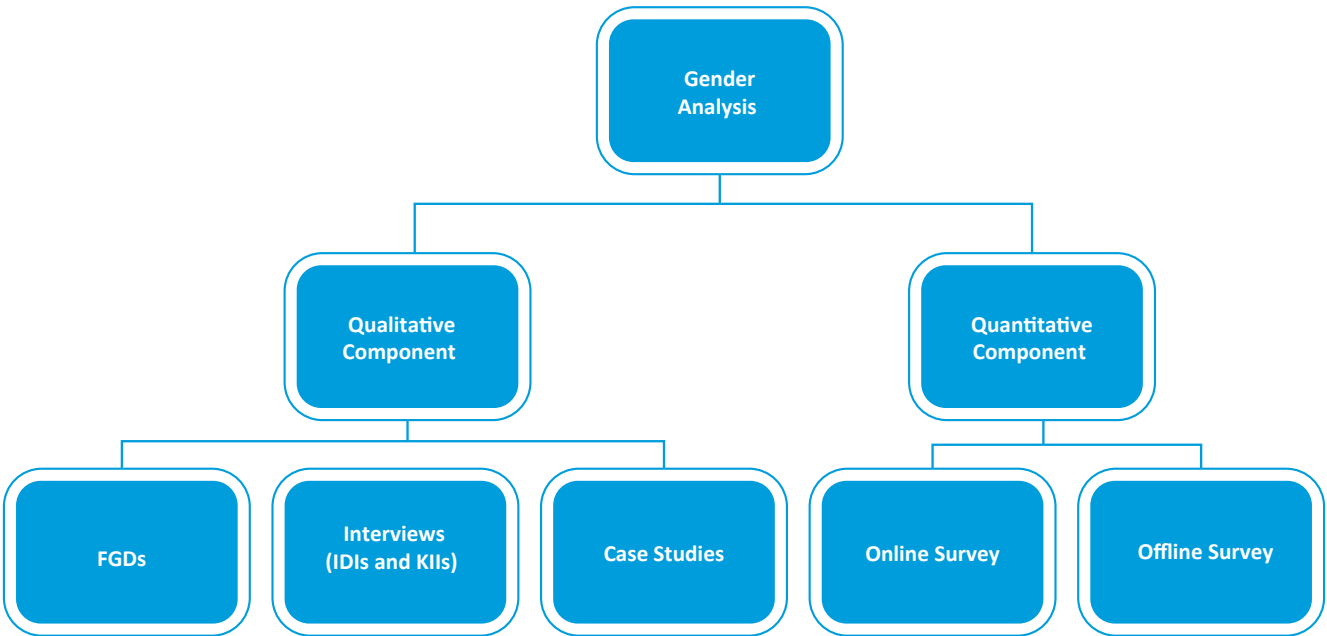 Gender
Analysis
Qualitative
Component
Quantitative
Component
FGDs
Interviews
(IDIs and KIIs)
Case Studies
Online Survey
Offline Survey